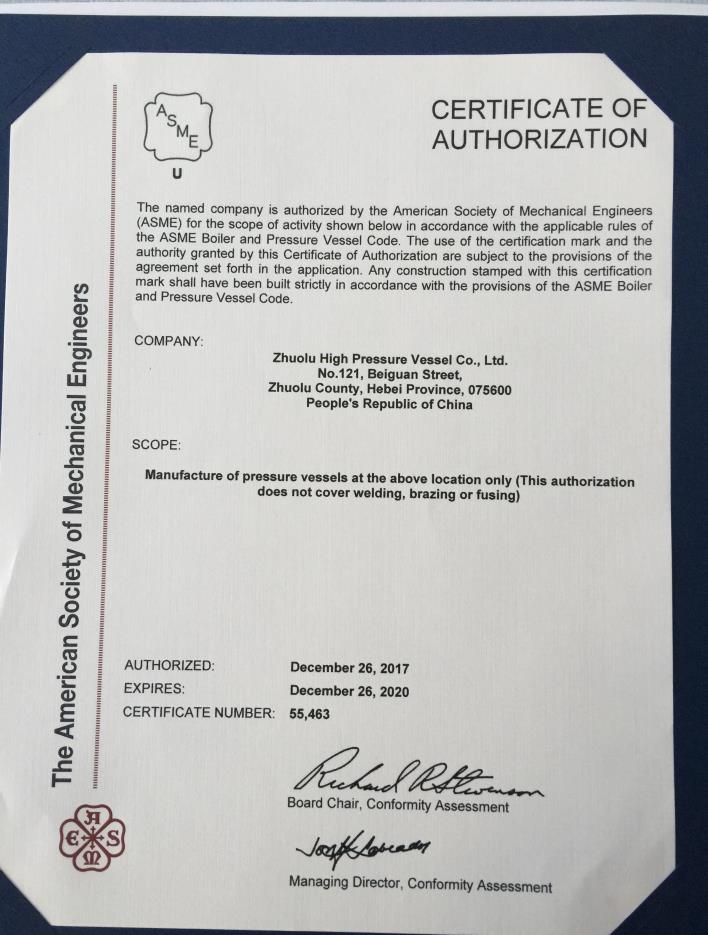 ASME
U
CERTIFICATE OF
AUTHORIZATION
The named company is authorized by the American Society of Mechanical Engineers
(ASME) for the scope of activity shown below in accordance with the applicable rules of
the ASME Boiler and Pressure Vessel Code. The use of the certification mark and the
authority granted by this Certificate of Authorization are subject to the provisions of the
agreement set forth in the application. Any construction stamped with this certification
mark shall have been built strictly in accordance with the provisions of the ASME Boiler
and Pressure Vessel Code.
COMPANY:
Zhuolu High Pressure Vessel Co., Ltd.
No.121, Beiguan Street,
Zhuolu County, Hebei Province, 075600
People's Republic of China
SCOPE:
Manufacture of pressure vessels at the above location only (This authorization
does not cover welding, brazing or fusing)
AUTHORIZED: December 26, 2017
EXPIRES: December 26, 2020
CERTIFICATE NUMBER: 55,463
Richard R Stevenson
Board Chair, Conformity Assessment
Managing Director, Conformity Assessment
The American Society of Mechanical Engineers
ASME